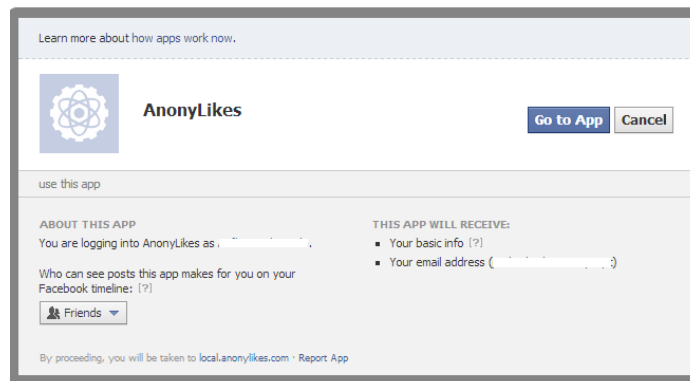 Learn more about how apps work now.
AnonyLikes
Go to App Cancel
use this app
ABOUT THIS APP
You are logging into AnonyLikes as .
Who can see posts this app makes for you on your
Facebook timeline: [?]
Friends
THIS APP WILL RECEIVE:
Your basic info [?]
Your email address ( )
By proceeding, you will be taken to local.anonylikes.com · Report App